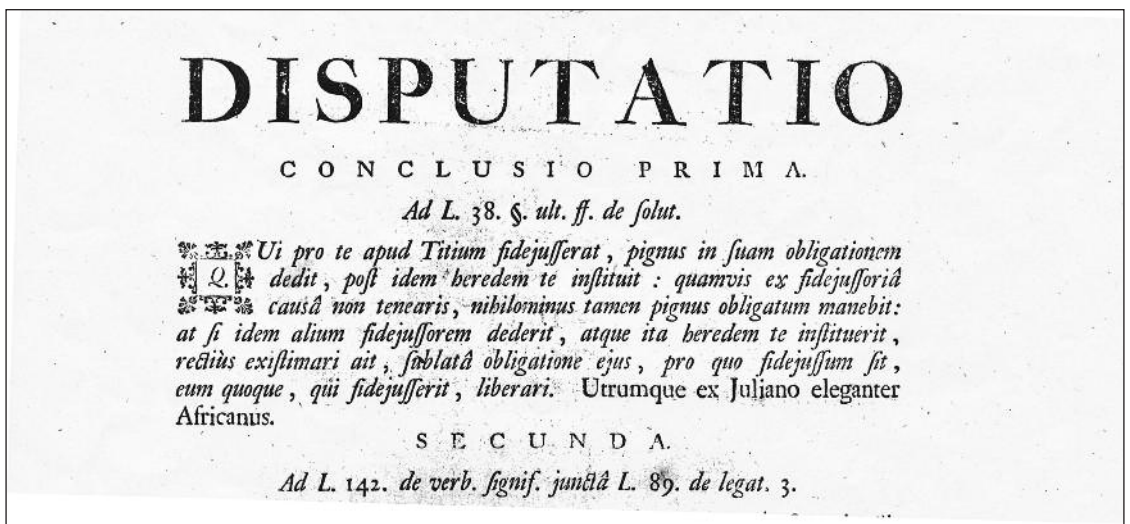 DISPUTATIO
CONCLUSIO PRIMA.
Ad L. 38. §. ult. ff. de ſolut.
QUi pro te apud Titium fidejuſſerat, pignus in ſuam obligationem
dedit, poſt idem heredem te inſtituit: quamvis ex fidejuſſoriâ
cauſâ non tenearis, nihilominus tamen pignus obligatum manebit:
at ſi idem alium fidejuſſorem dederit, atque ita heredem te inſtituerit,
rectiùs exiſtimari ait, ſublatâ obligatione ejus, pro quo fidejuſſum ſit,
eum quoque, qui fidejuſſerit, liberari. Utrumque ex Juliano eleganter
Africanus.
SECUNDA.
Ad L. 142. de verb. ſignif. junctâ L. 89. de legat. 3.